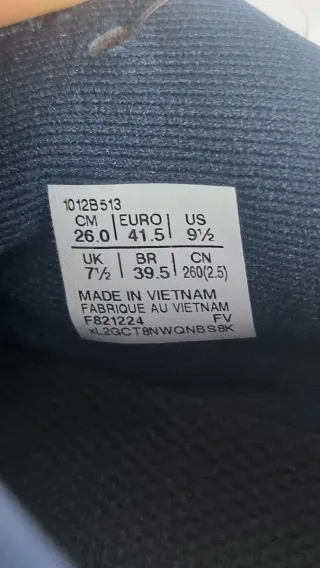 1012B513
CM | EURO | US
26.0 | 41.5 | 9½
UK | BR | CN
7½ | 39.5 | 260(2.5)
MADE IN VIETNAM
FABRIQUE AU VIETNAM
F821224 FV
xL2GCT8NWQNBS8K